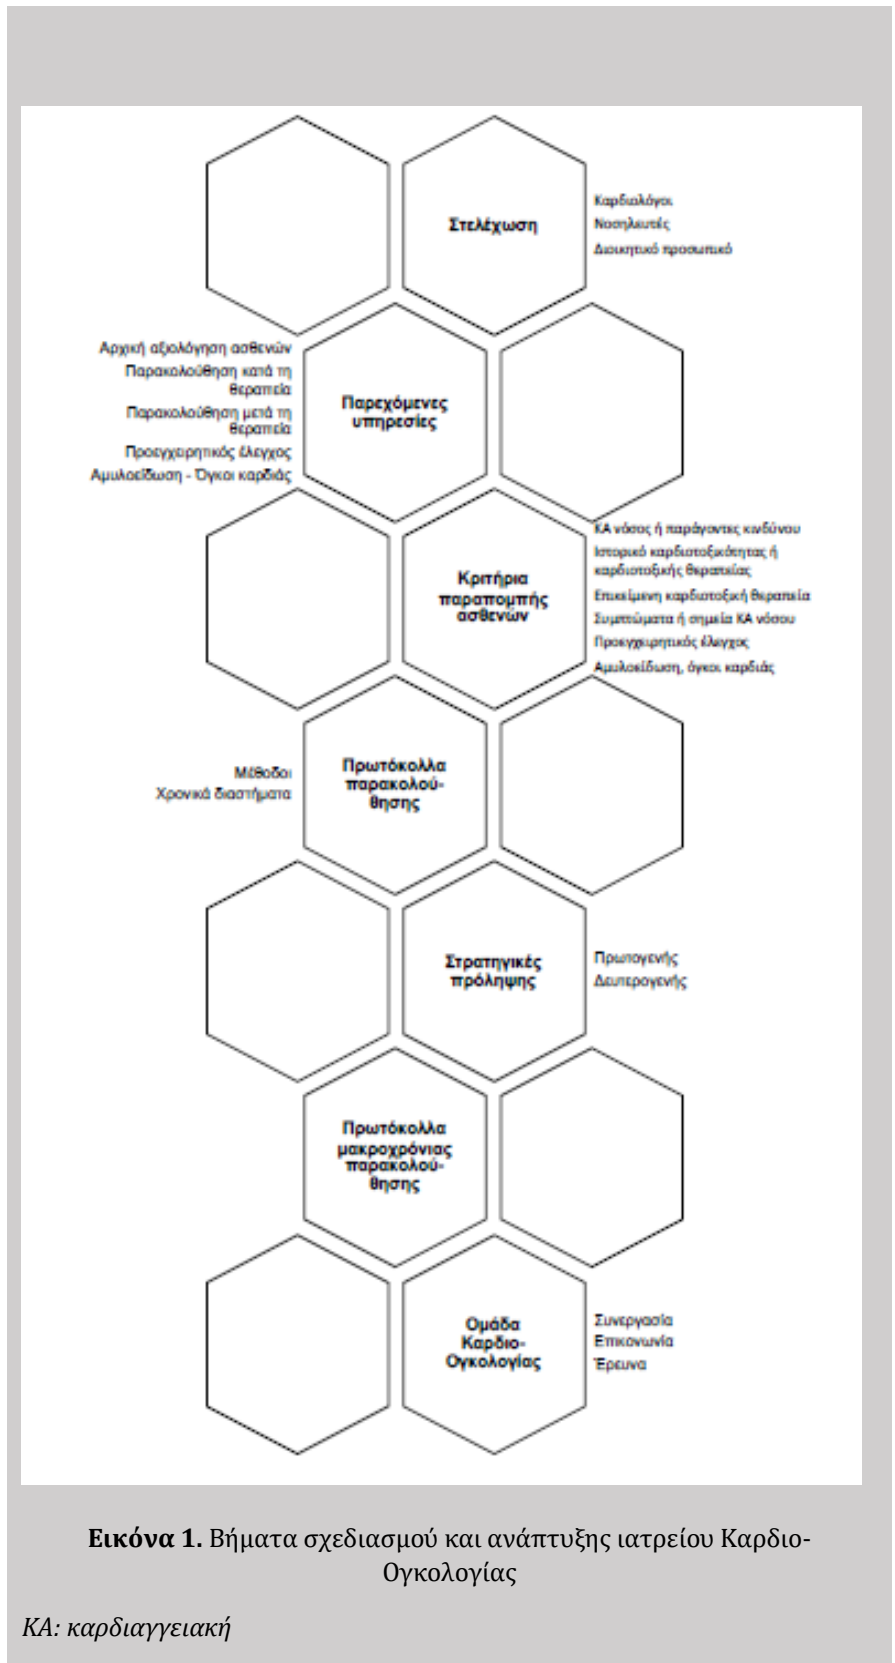 Στελέχωση
Καρδιολόγοι
Νοσηλευτές
Διοικητικό προσωπικό
Αρχική αξιολόγηση ασθενών
Παρακολούθηση κατά τη
θεραπεία
Παρακολούθηση μετά τη
θεραπεία
Προεγχειρητικός έλεγχος
Αμυλοείδωση - Όγκοι καρδιάς
Παρεχόμενες
υπηρεσίες
Κριτήρια
παραπομπής
ασθενών
ΚΑ νόσος ή παράγοντες κινδύνου
Ιστορικό καρδιοτοξικότητας ή
καρδιοτοξικής θεραπείας
Επικείμενη καρδιοτοξική θεραπεία
Συμπτώματα ή σημεία ΚΑ νόσου
Προεγχειρητικός έλεγχος
Αμυλοείδωση, όγκοι καρδιάς
Μέθοδοι
Χρονικά διαστήματα
Πρωτόκολλα
παρακολού-
θησης
Στρατηγικές
πρόληψης
Πρωτογενής
Δευτερογενής
Πρωτόκολλα
μακροχρόνιας
παρακολού-
θησης
Ομάδα
Καρδιο-
Ογκολογίας
Συνεργασία
Επικονωνία
Έρευνα
Εικόνα 1. Βήματα σχεδιασμού και ανάπτυξης ιατρείου Καρδιο-
Ογκολογίας
ΚΑ: καρδιαγγειακή